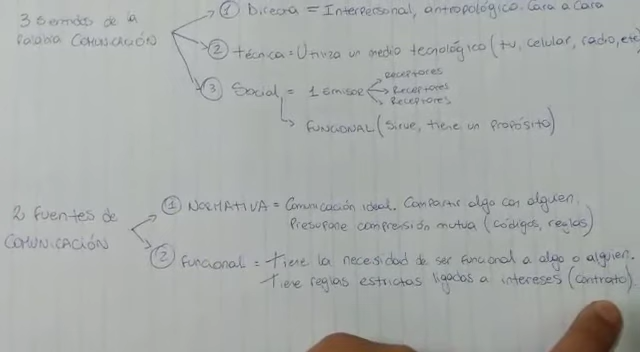 3 sentidos de la
palabra COMUNICACIÓN
① Directa = Interpersonal, antropológico. Cara a Cara
② Técnica = Utiliza un medio tecnológico (tv, celular, radio, etc
③ Social = 1 Emisor
Receptores
Receptores
Receptores
FUNCIONAL (Sirve, tiene un propósito)
2 Fuentes de
COMUNICACIÓN
① NORMATIVA = Comunicación ideal. Compartir algo con alguien.
Presupone comprensión mutua (códigos, reglas)
② Funcional = Tiene la necesidad de ser funcional a algo o alguien.
Tiene reglas estrictas ligadas a intereses (contrato)